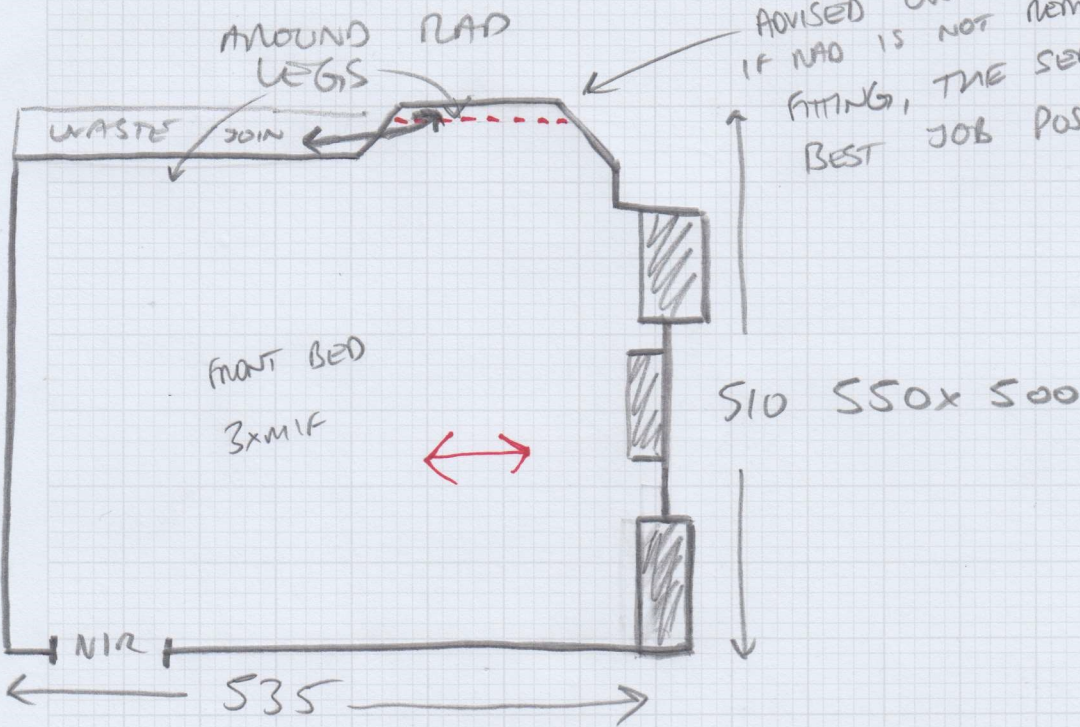 AROUND RAD
LEGS
ADVISED
IF RAD IS NOT
FITTING, THE
BEST JOB
WASTE JOIN
FRONT BED
3xM1F
510 550x500
N1R
535